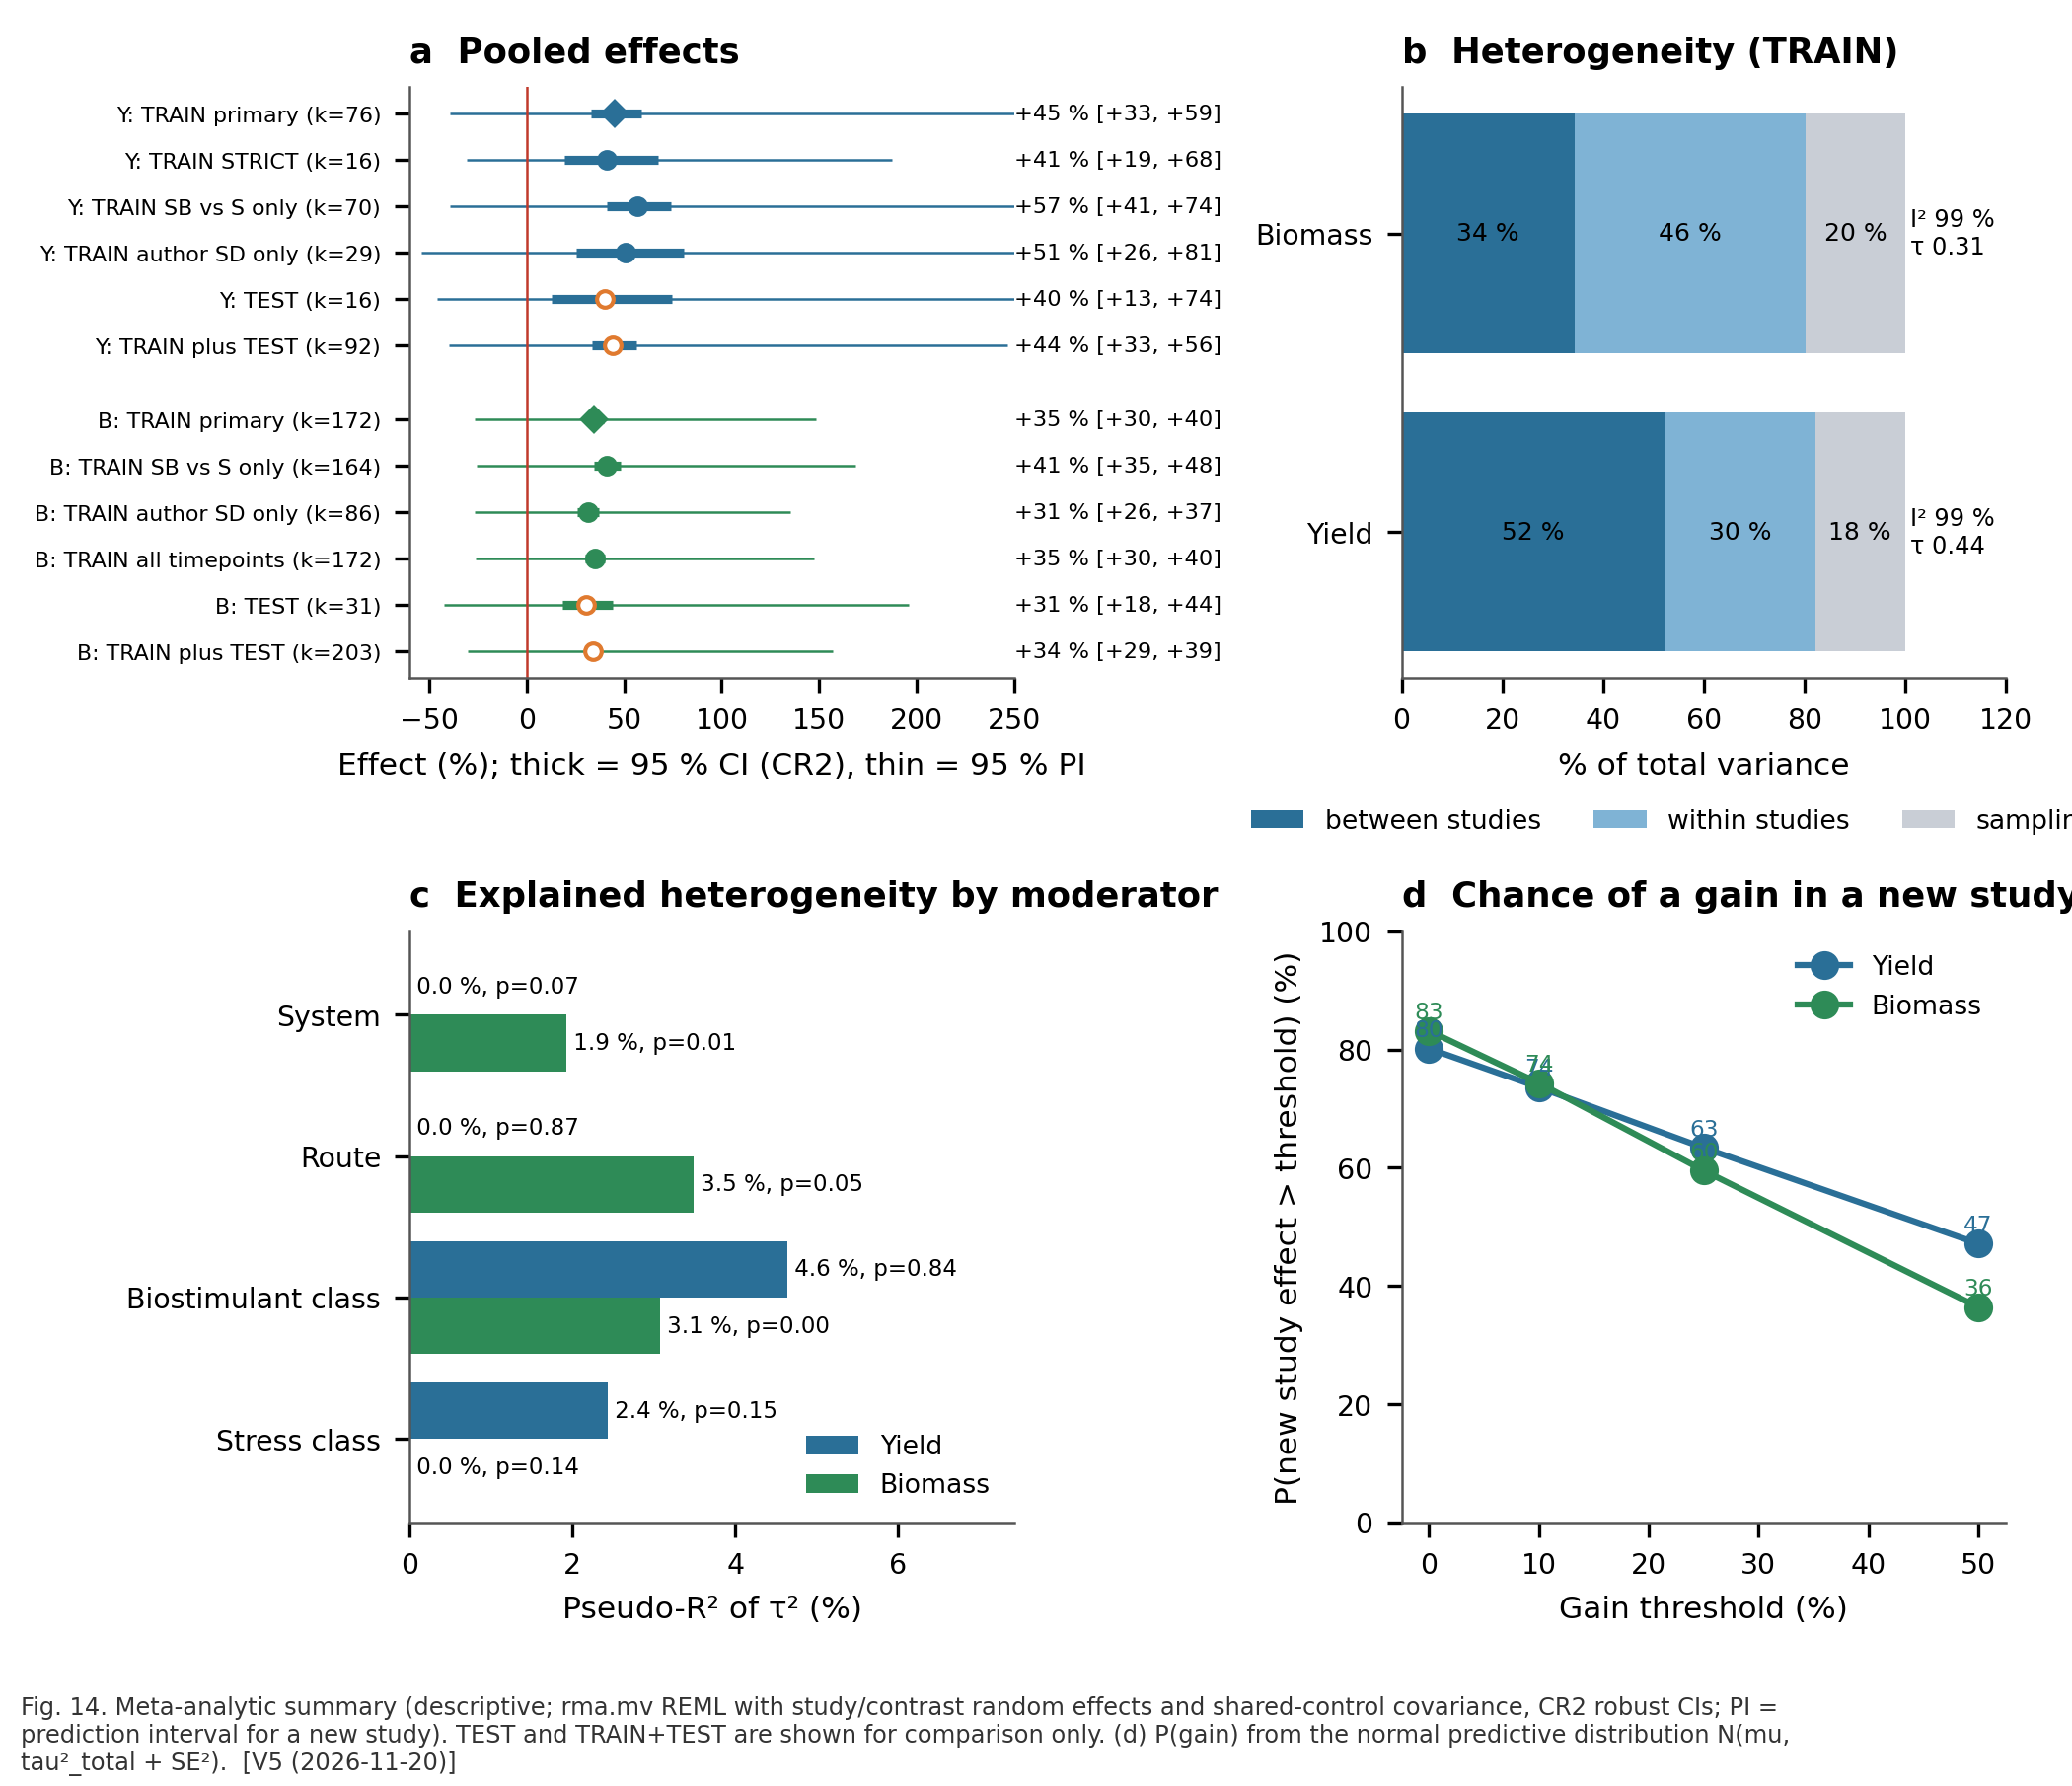 a  Pooled effects
Y: TRAIN primary (k=76)
+45 % [+33, +59]
Y: TRAIN STRICT (k=16)
+41 % [+19, +68]
Y: TRAIN SB vs S only (k=70)
+57 % [+41, +74]
Y: TRAIN author SD only (k=29)
+51 % [+26, +81]
Y: TEST (k=16)
+40 % [+13, +74]
Y: TRAIN plus TEST (k=92)
+44 % [+33, +56]
B: TRAIN primary (k=172)
+35 % [+30, +40]
B: TRAIN SB vs S only (k=164)
+41 % [+35, +48]
B: TRAIN author SD only (k=86)
+31 % [+26, +37]
B: TRAIN all timepoints (k=172)
+35 % [+30, +40]
B: TEST (k=31)
+31 % [+18, +44]
B: TRAIN plus TEST (k=203)
+34 % [+29, +39]
−50 0 50 100 150 200 250
Effect (%); thick = 95 % CI (CR2), thin = 95 % PI
b  Heterogeneity (TRAIN)
Biomass
34 % 46 % 20 %
I² 99 %
τ 0.31
Yield
52 % 30 % 18 %
I² 99 %
τ 0.44
0 20 40 60 80 100 120
% of total variance
between studies within studies samplin
c  Explained heterogeneity by moderator
System
0.0 %, p=0.07
1.9 %, p=0.01
Route
0.0 %, p=0.87
3.5 %, p=0.05
Biostimulant class
4.6 %, p=0.84
3.1 %, p=0.00
Stress class
2.4 %, p=0.15
0.0 %, p=0.14
Yield
Biomass
0 2 4 6
Pseudo-R² of τ² (%)
d  Chance of a gain in a new study
P(new study effect > threshold) (%)
100
80
60
40
20
0
Yield
Biomass
83
80
74
74
63
47
36
0 10 20 30 40 50
Gain threshold (%)
Fig. 14. Meta-analytic summary (descriptive; rma.mv REML with study/contrast random effects and shared-control covariance, CR2 robust CIs; PI =
prediction interval for a new study). TEST and TRAIN+TEST are shown for comparison only. (d) P(gain) from the normal predictive distribution N(mu,
tau²_total + SE²).  [V5 (2026-11-20)]